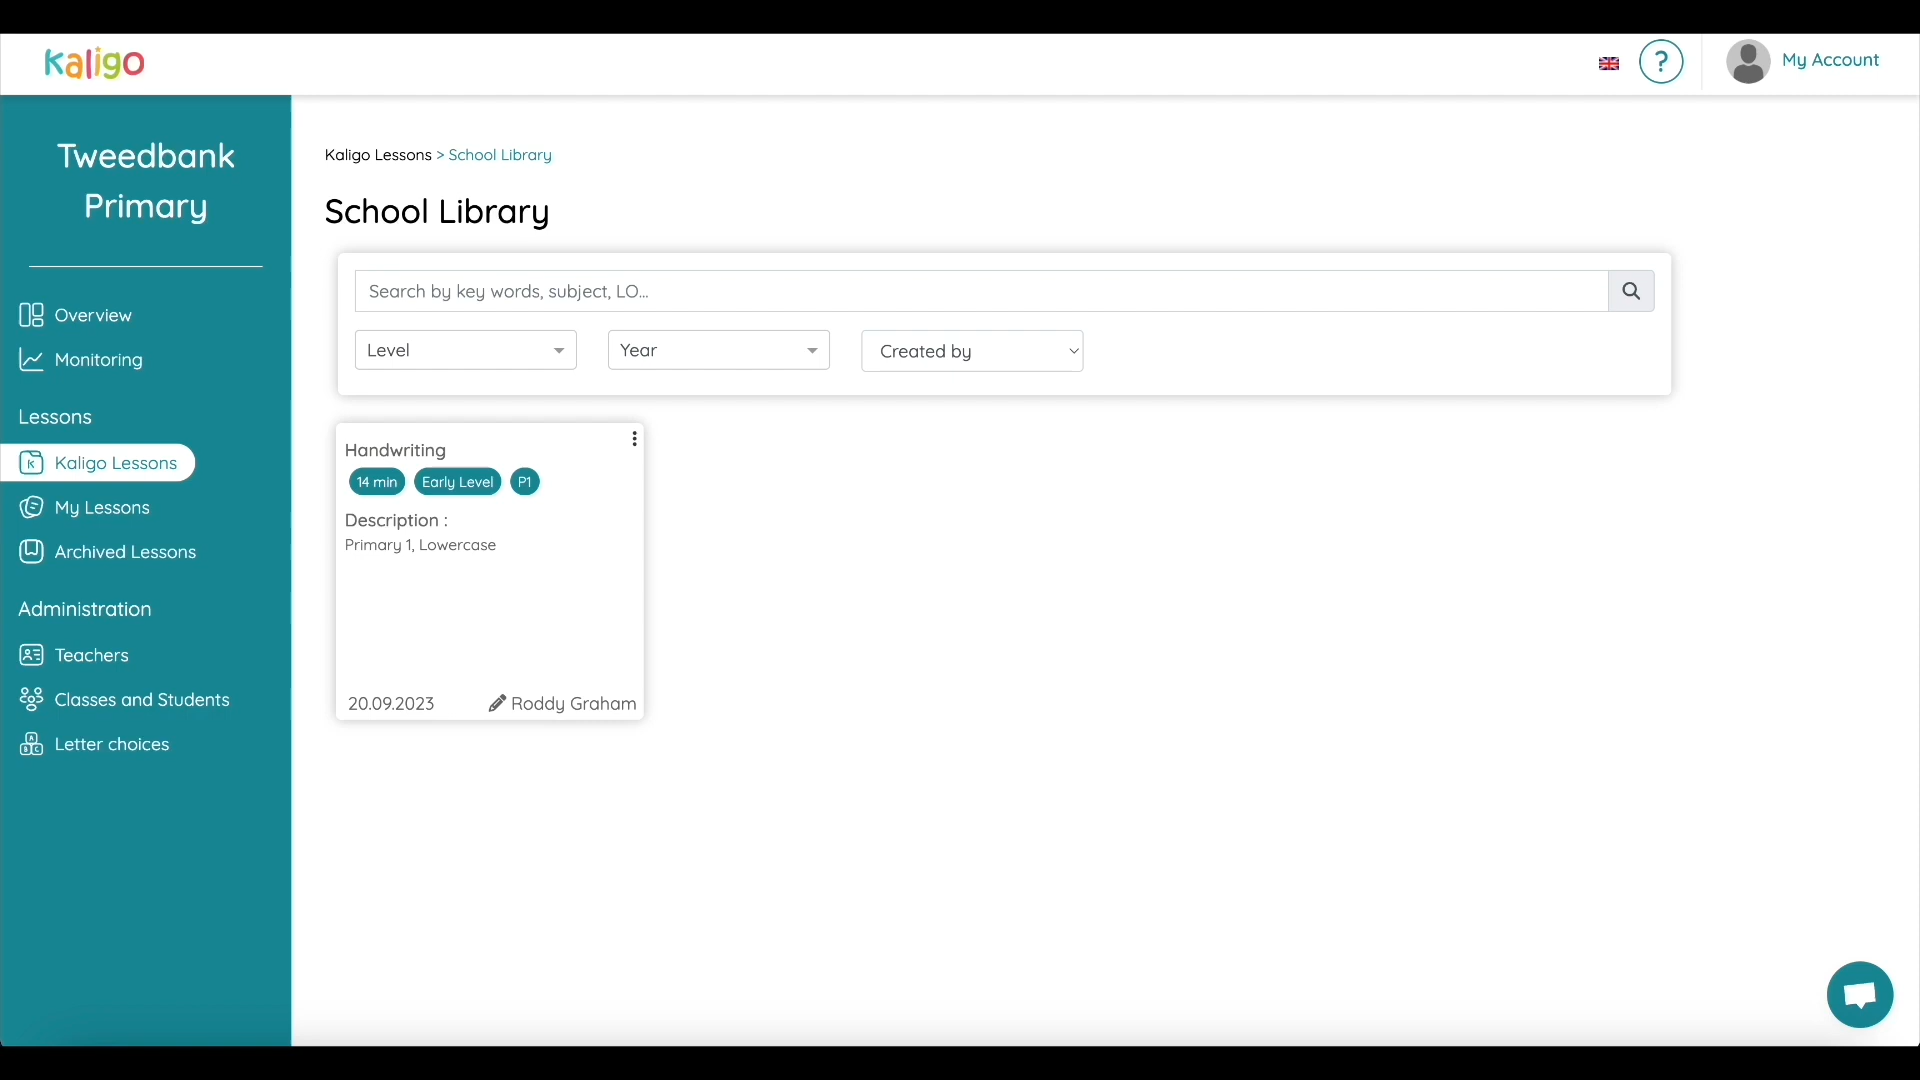 kaligo
?
My Account
Tweedbank
Primary
Overview
Monitoring
Lessons
Kaligo Lessons
My Lessons
Archived Lessons
Administration
Teachers
Classes and Students
Letter choices
Kaligo Lessons > School Library
School Library
Search by key words, subject, LO...
Level
Year
Created by
Handwriting
14 min
Early Level
P1
Description :
Primary 1, Lowercase
20.09.2023
Roddy Graham